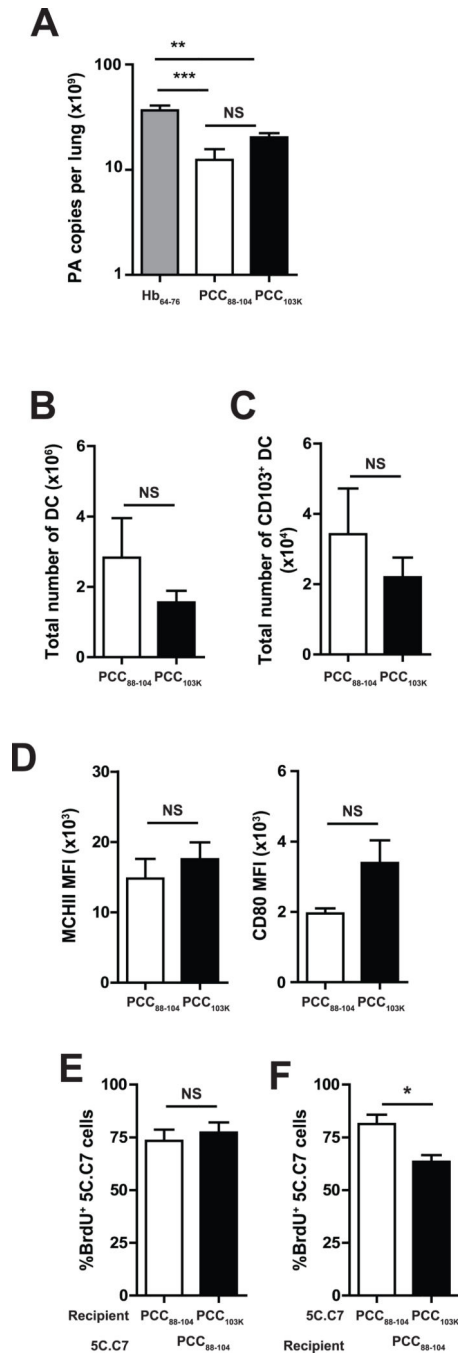 A
PA copies per lung (x10⁹)
100
10
1
**
***
NS
Hb₆₄₋₇₆ PCC₈₈₋₁₀₄ PCC₁₀₃K
B
Total number of DC (x10⁶)
6
4
2
0
NS
PCC₈₈₋₁₀₄ PCC₁₀₃K
C
Total number of CD103⁺ DC
(x10⁴)
6
4
2
0
NS
PCC₈₈₋₁₀₄ PCC₁₀₃K
D
MCHII MFI (x10³)
30
15
0
NS
PCC₈₈₋₁₀₄ PCC₁₀₃K
CD80 MFI (x10³)
6
4
2
0
NS
PCC₈₈₋₁₀₄ PCC₁₀₃K
E
%BrdU⁺ 5C.C7 cells
100
75
50
25
0
NS
Recipient PCC₈₈₋₁₀₄ PCC₁₀₃K
5C.C7 PCC₈₈₋₁₀₄
F
%BrdU⁺ 5C.C7 cells
100
75
50
25
0
*
5C.C7 PCC₈₈₋₁₀₄ PCC₁₀₃K
Recipient PCC₈₈₋₁₀₄